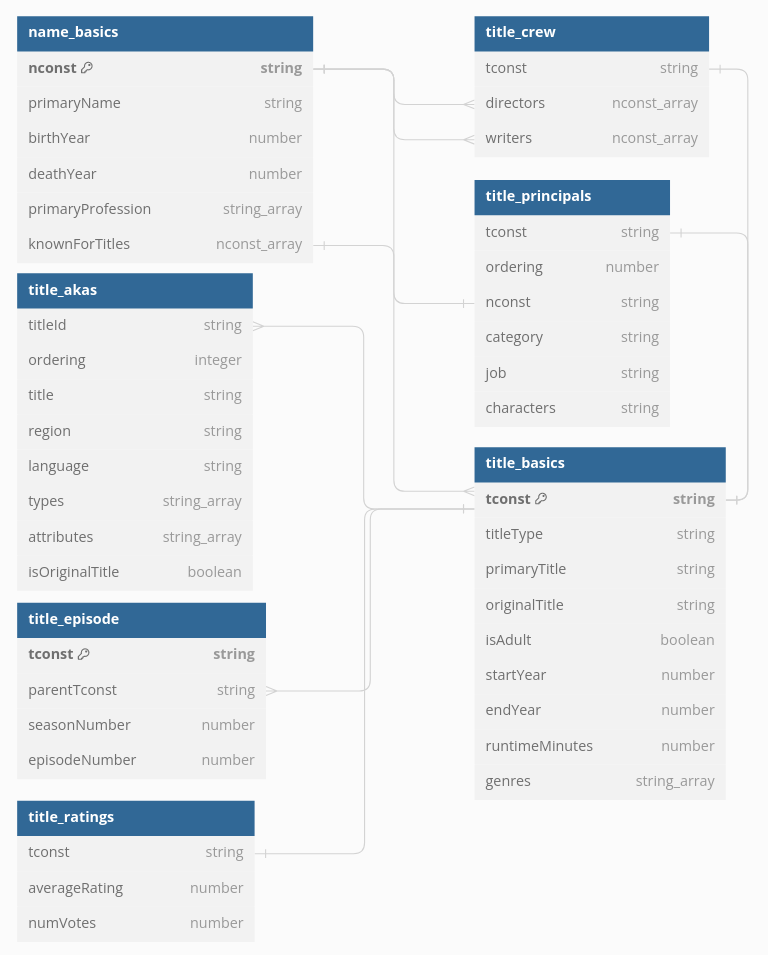 name_basics
nconst string
primaryName string
birthYear number
deathYear number
primaryProfession string_array
knownForTitles nconst_array
title_akas
titleId string
ordering integer
title string
region string
language string
types string_array
attributes string_array
isOriginalTitle boolean
title_episode
tconst string
parentTconst string
seasonNumber number
episodeNumber number
title_ratings
tconst string
averageRating number
numVotes number
title_crew
tconst string
directors nconst_array
writers nconst_array
title_principals
tconst string
ordering number
nconst string
category string
job string
characters string
title_basics
tconst string
titleType string
primaryTitle string
originalTitle string
isAdult boolean
startYear number
endYear number
runtimeMinutes number
genres string_array